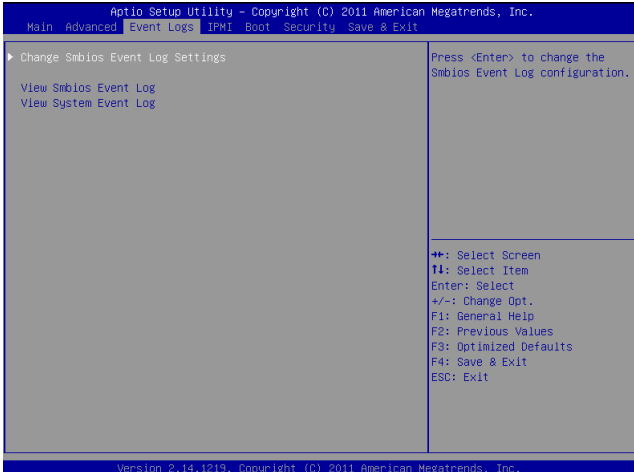 Aptio Setup Utility – Copyright (C) 2011 American Megatrends, Inc.
Main Advanced Event Logs IPMI Boot Security Save & Exit
▶ Change Smbios Event Log Settings
View Smbios Event Log
View System Event Log
Press <Enter> to change the
Smbios Event Log configuration.
→←: Select Screen
↑↓: Select Item
Enter: Select
+/-: Change Opt.
F1: General Help
F2: Previous Values
F3: Optimized Defaults
F4: Save & Exit
ESC: Exit
Version 2.14.1219. Copyright (C) 2011 American Megatrends, Inc.